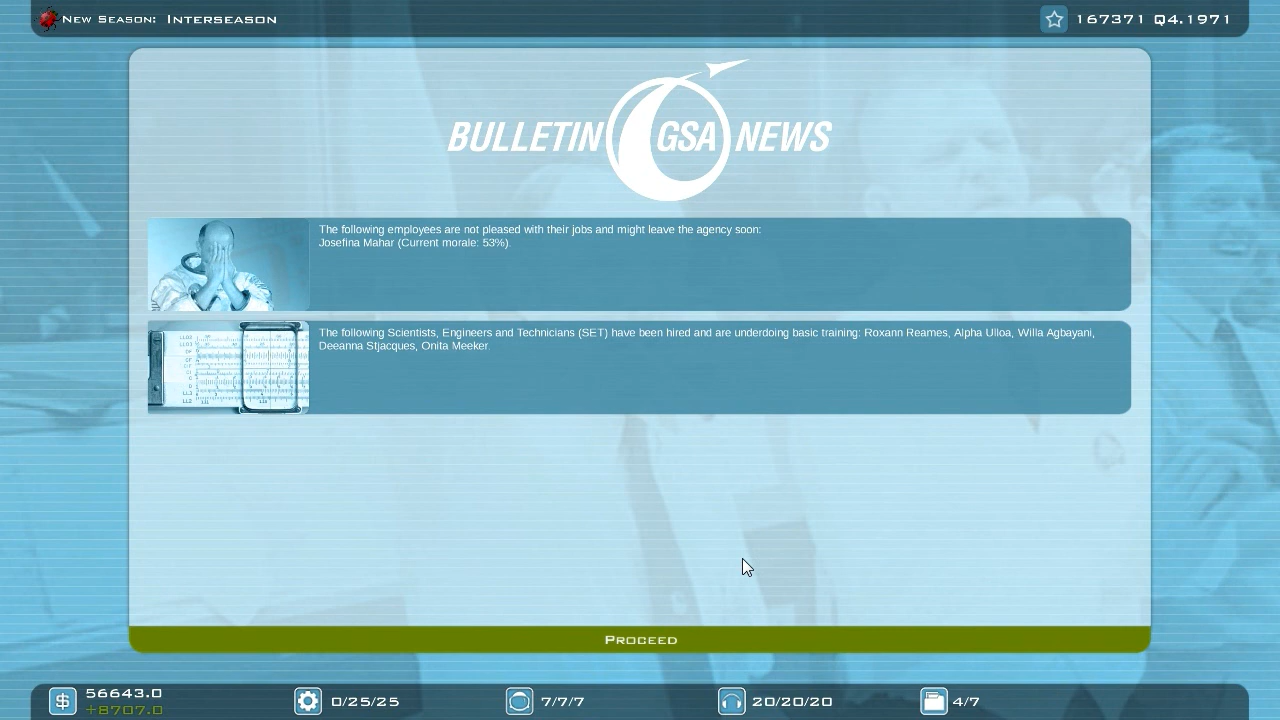 New Season: Interseason
167371 Q4.1971
BULLETIN GSA NEWS
The following employees are not pleased with their jobs and might leave the agency soon:
Josefina Mahar (Current morale: 53%).
The following Scientists, Engineers and Technicians (SET) have been hired and are underdoing basic training: Roxann Reames, Alpha Ulloa, Willa Agbayani,
Deeanna Stjacques, Onita Meeker
Proceed
56643.0
+8707.0
0/25/25
7/7/7
20/20/20
4/7